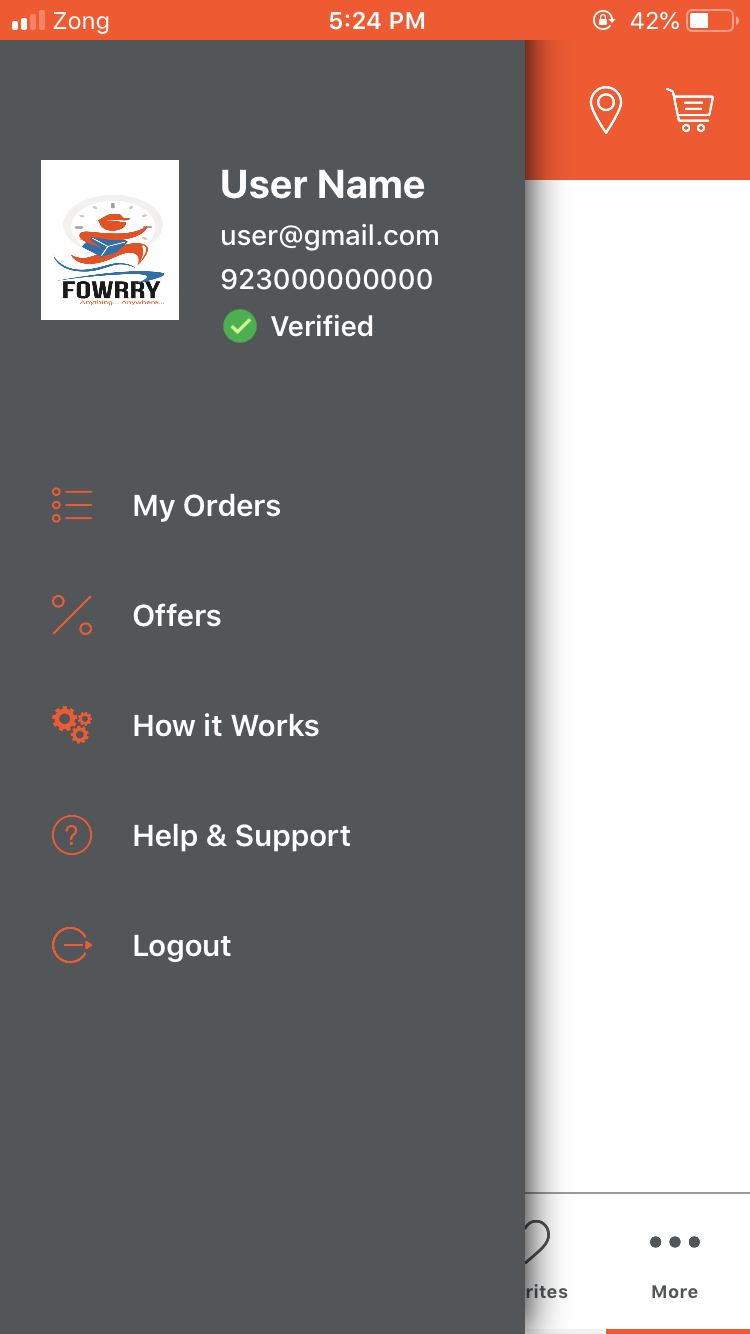 Zong 5:24 PM 42%
User Name
user@gmail.com
923000000000
Verified
FOWRRY
Anything... Anywhere...
My Orders
Offers
How it Works
? Help & Support
Logout
rites More